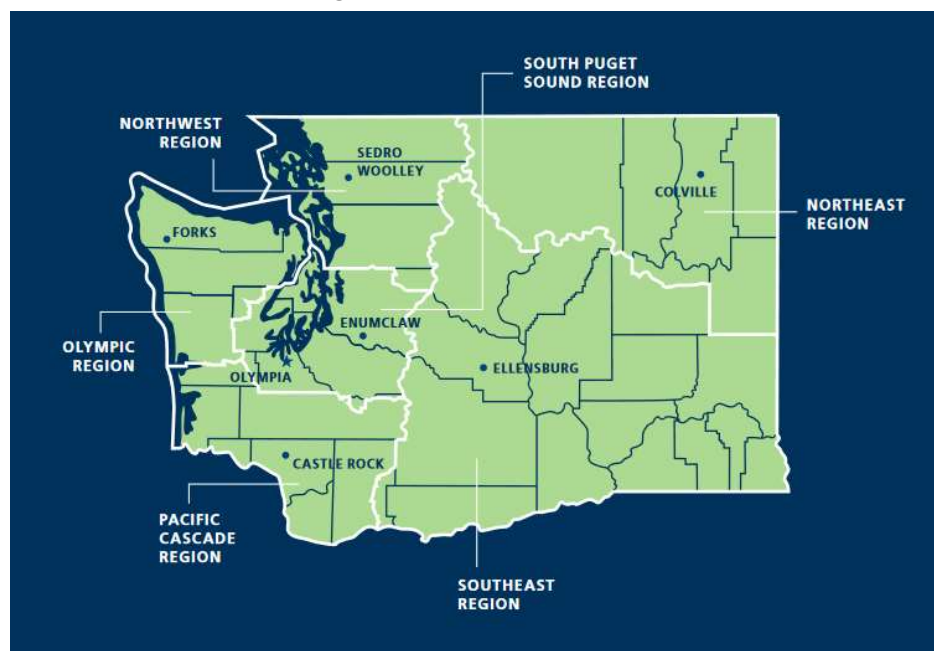 SOUTH PUGET
SOUND REGION
NORTHWEST
REGION
SEDRO
WOOLLEY
COLVILLE
NORTHEAST
REGION
FORKS
ENUMCLAW
OLYMPIC
REGION
OLYMPIA
ELLENSBURG
CASTLE ROCK
PACIFIC
CASCADE
REGION
SOUTHEAST
REGION